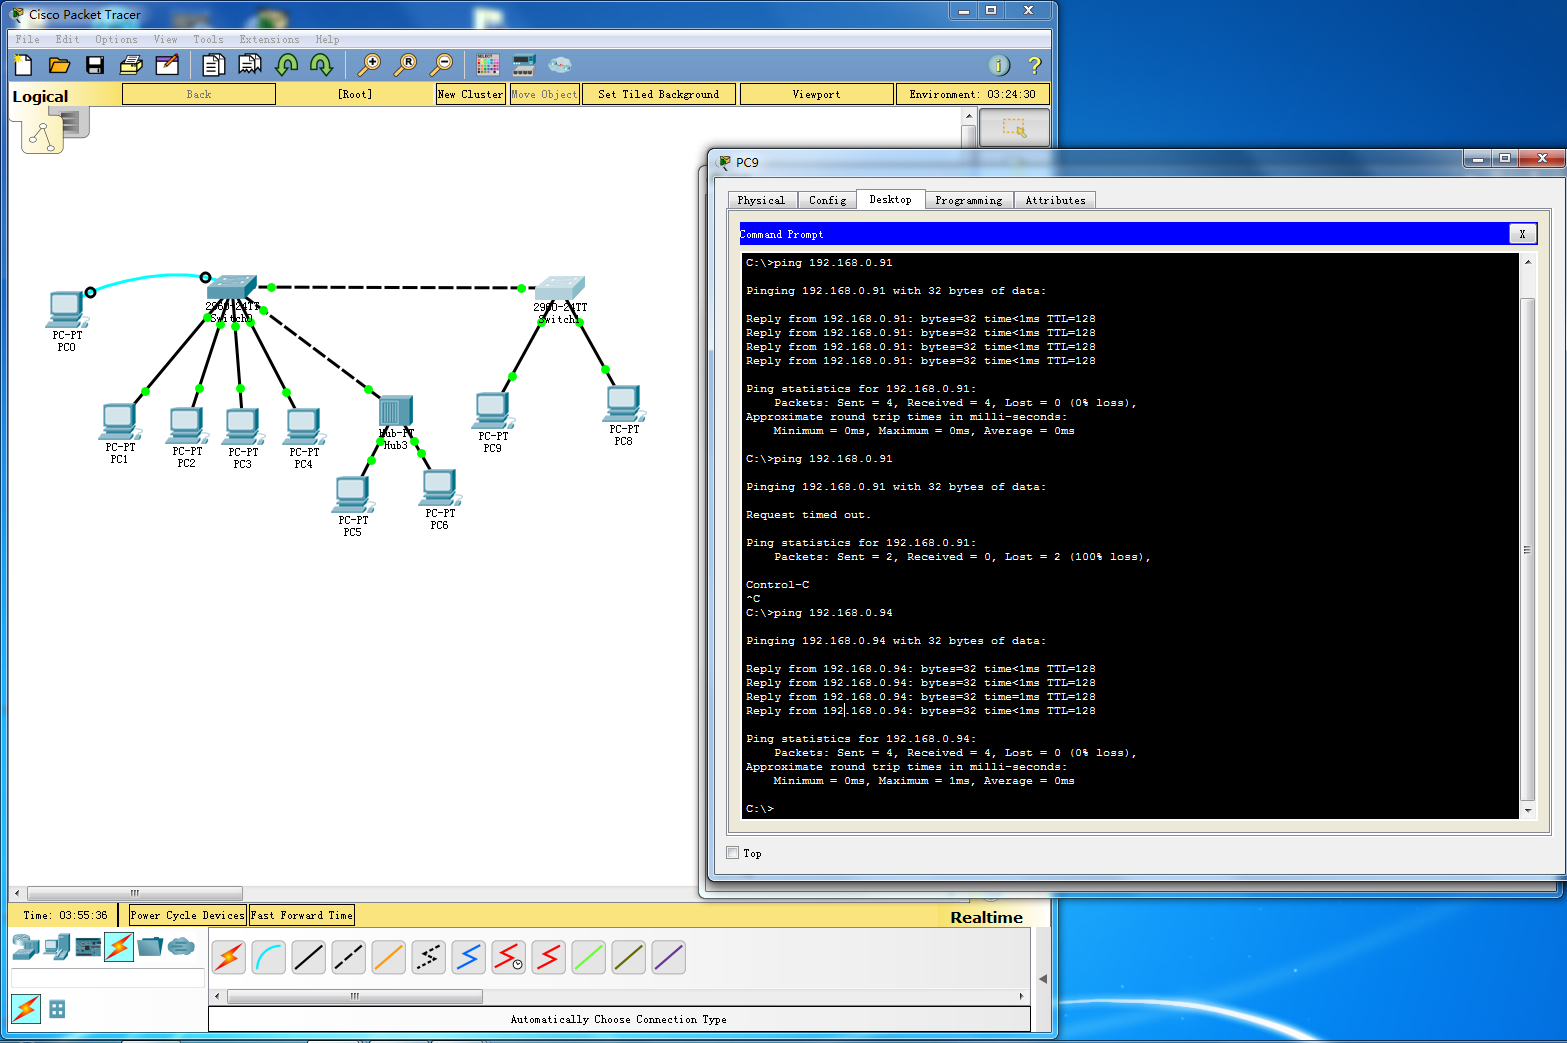 Cisco Packet Tracer
File Edit Options View Tools Extensions Help
Logical
Back
[Root]
New Cluster
Move Object
Set Tiled Background
Viewport
Environment: 03:24:30
PC-PT
PC0
2960-24TT
Switch0
2960-24TT
Switch1
PC-PT
PC1
PC-PT
PC2
PC-PT
PC3
PC-PT
PC4
Hub-PT
Hub3
PC-PT
PC9
PC-PT
PC8
PC-PT
PC5
PC-PT
PC6
Time: 03:55:36
Power Cycle Devices
Fast Forward Time
Realtime
Automatically Choose Connection Type
PC9
Physical
Config
Desktop
Programming
Attributes
Command Prompt
X
C:\>ping 192.168.0.91
Pinging 192.168.0.91 with 32 bytes of data:
Reply from 192.168.0.91: bytes=32 time<1ms TTL=128
Reply from 192.168.0.91: bytes=32 time<1ms TTL=128
Reply from 192.168.0.91: bytes=32 time<1ms TTL=128
Reply from 192.168.0.91: bytes=32 time<1ms TTL=128
Ping statistics for 192.168.0.91:
Packets: Sent = 4, Received = 4, Lost = 0 (0% loss),
Approximate round trip times in milli-seconds:
Minimum = 0ms, Maximum = 0ms, Average = 0ms
C:\>ping 192.168.0.91
Pinging 192.168.0.91 with 32 bytes of data:
Request timed out.
Ping statistics for 192.168.0.91:
Packets: Sent = 2, Received = 0, Lost = 2 (100% loss),
Control-C
^C
C:\>ping 192.168.0.94
Pinging 192.168.0.94 with 32 bytes of data:
Reply from 192.168.0.94: bytes=32 time<1ms TTL=128
Reply from 192.168.0.94: bytes=32 time<1ms TTL=128
Reply from 192.168.0.94: bytes=32 time=1ms TTL=128
Reply from 192.168.0.94: bytes=32 time<1ms TTL=128
Ping statistics for 192.168.0.94:
Packets: Sent = 4, Received = 4, Lost = 0 (0% loss),
Approximate round trip times in milli-seconds:
Minimum = 0ms, Maximum = 1ms, Average = 0ms
C:\>
Top